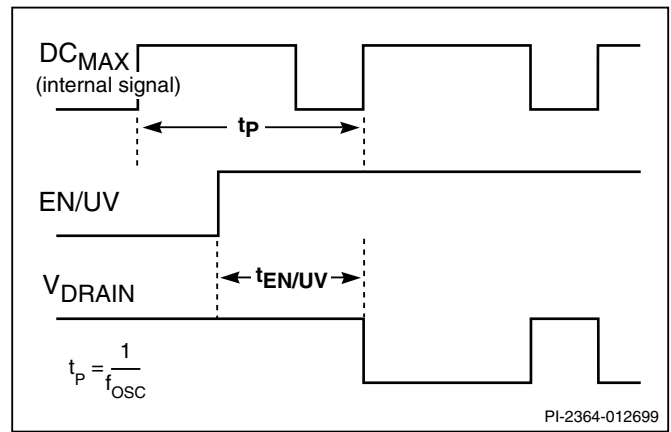 DCMAX
(internal signal)
tP
EN/UV
tEN/UV
VDRAIN
tP = 1
fOSC
PI-2364-012699